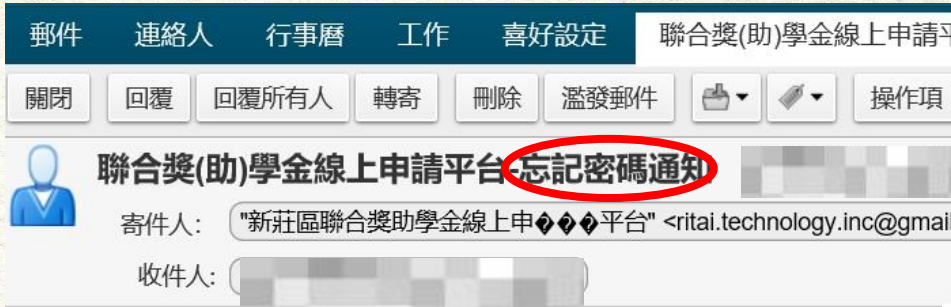 郵件 連絡人 行事曆 工作 喜好設定 聯合獎(助)學金線上申請
關閉 回覆 回覆所有人 轉寄 刪除 濫發郵件 操作項
聯合獎(助)學金線上申請平台-忘記密碼通知
寄件人: "新莊區聯合獎助學金線上申���平台" <ritai.technology.inc@gmai
收件人: